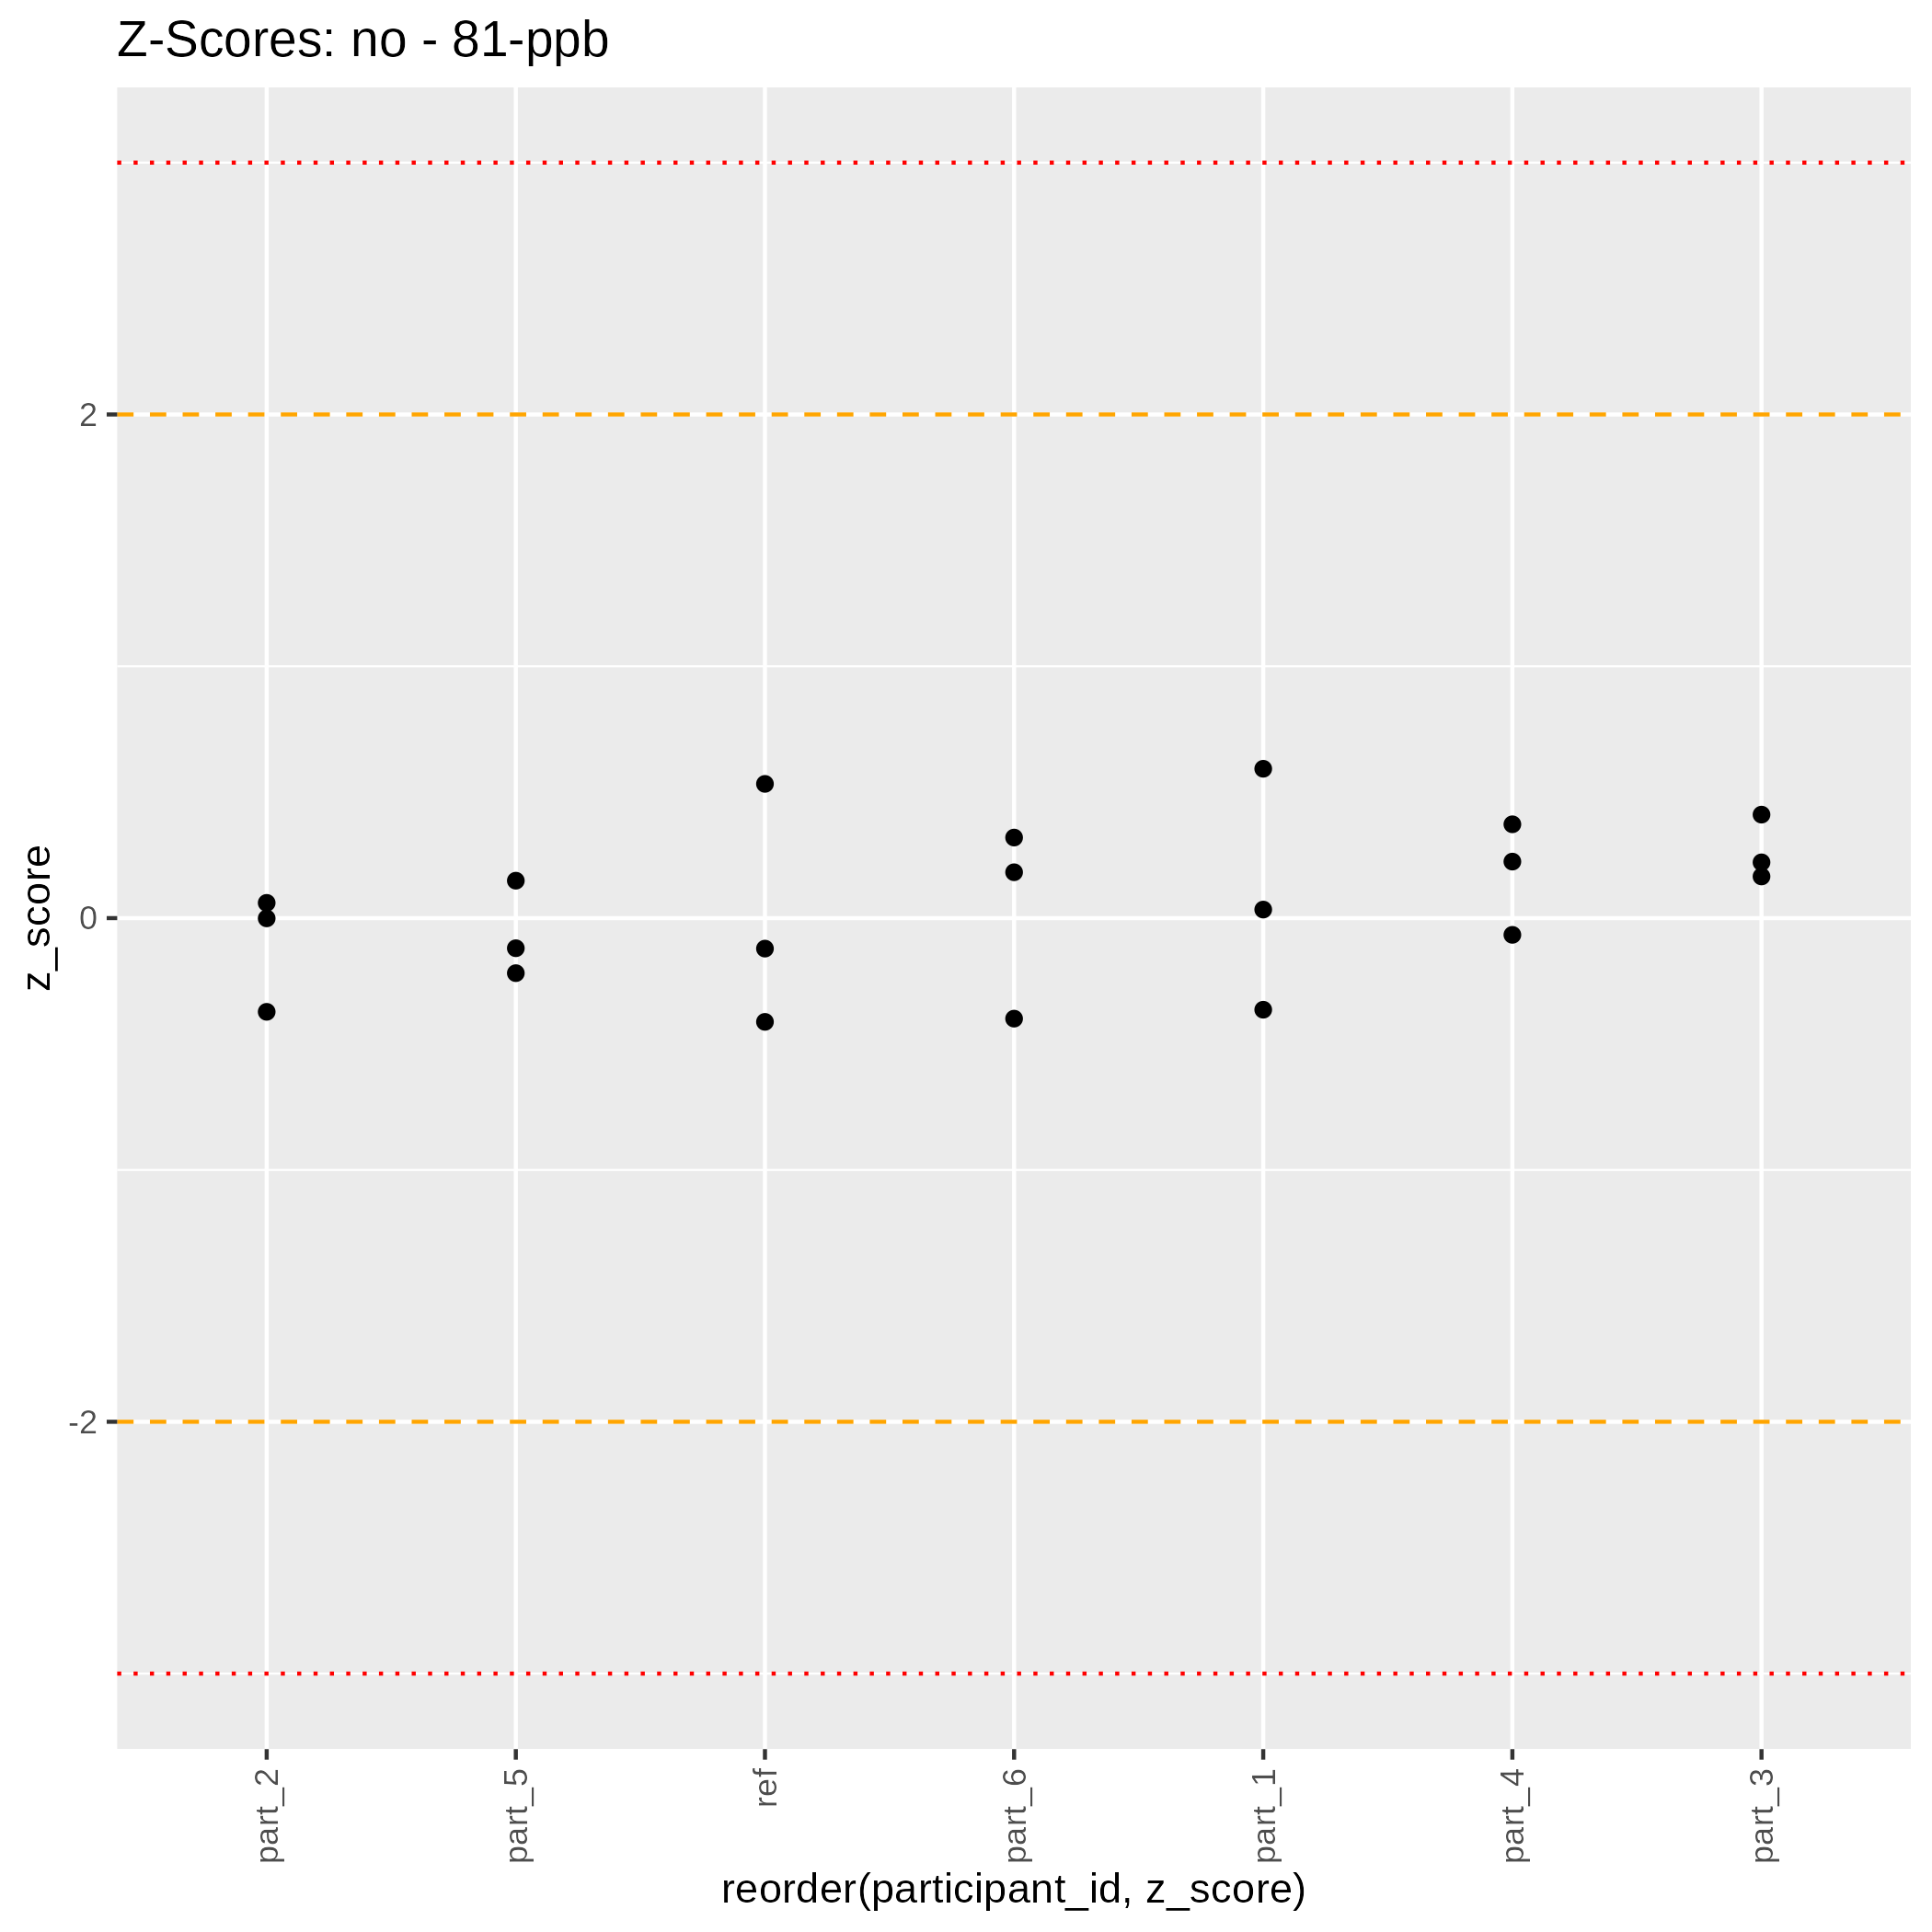 Z-Scores: no - 81-ppb
z_score
2
0
-2
part_2
part_5
ref
part_6
part_1
part_4
part_3
reorder(participant_id, z_score)